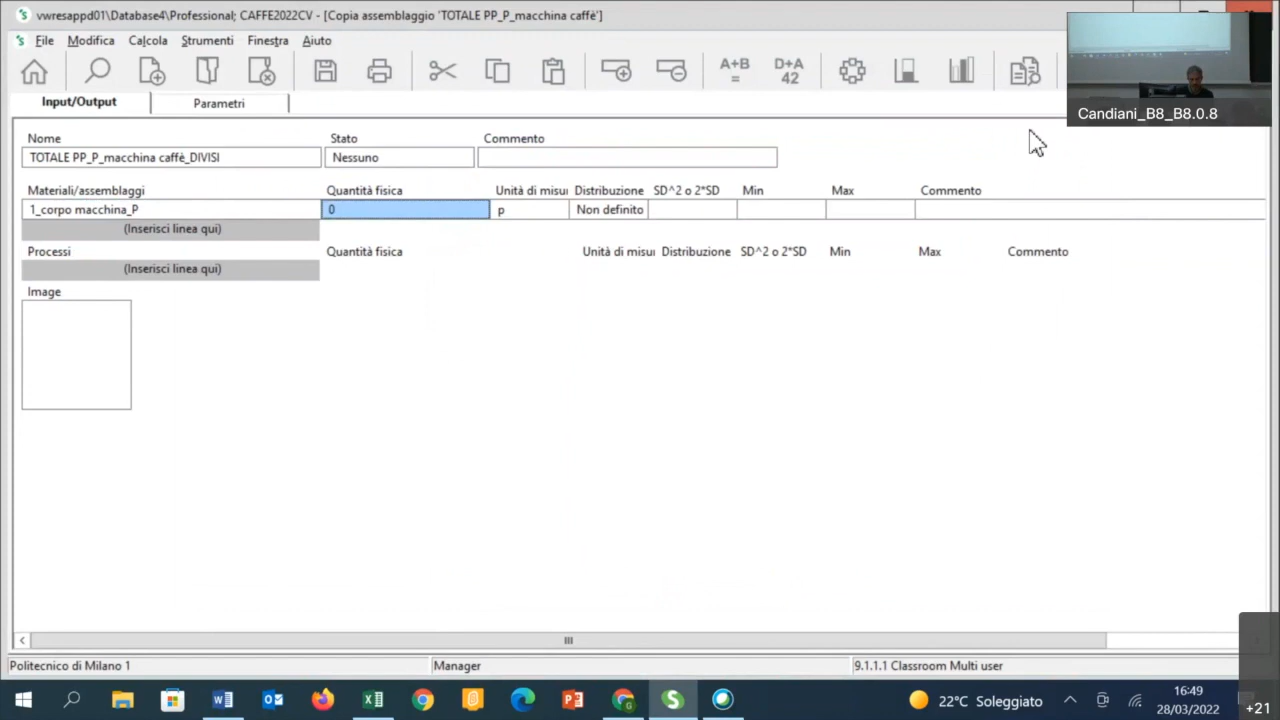 vwresappd01\Database4\Professional; CAFFE2022CV - [Copia assemblaggio 'TOTALE PP_P_macchina caffè']
File Modifica Calcola Strumenti Finestra Aiuto
A+B = D+A 42
Candiani_B8_B8.0.8
Input/Output Parametri
Nome Stato Commento
TOTALE PP_P_macchina caffè_DIVISI Nessuno
Materiali/assemblaggi Quantità fisica Unità di misu Distribuzione SD^2 o 2*SD Min Max Commento
1_corpo macchina_P 0 p Non definito
(Inserisci linea qui)
Processi Quantità fisica Unità di misu Distribuzione SD^2 o 2*SD Min Max Commento
(Inserisci linea qui)
Image
Politecnico di Milano 1 Manager 9.1.1.1 Classroom Multi user
22°C Soleggiato 16:49
28/03/2022
+21